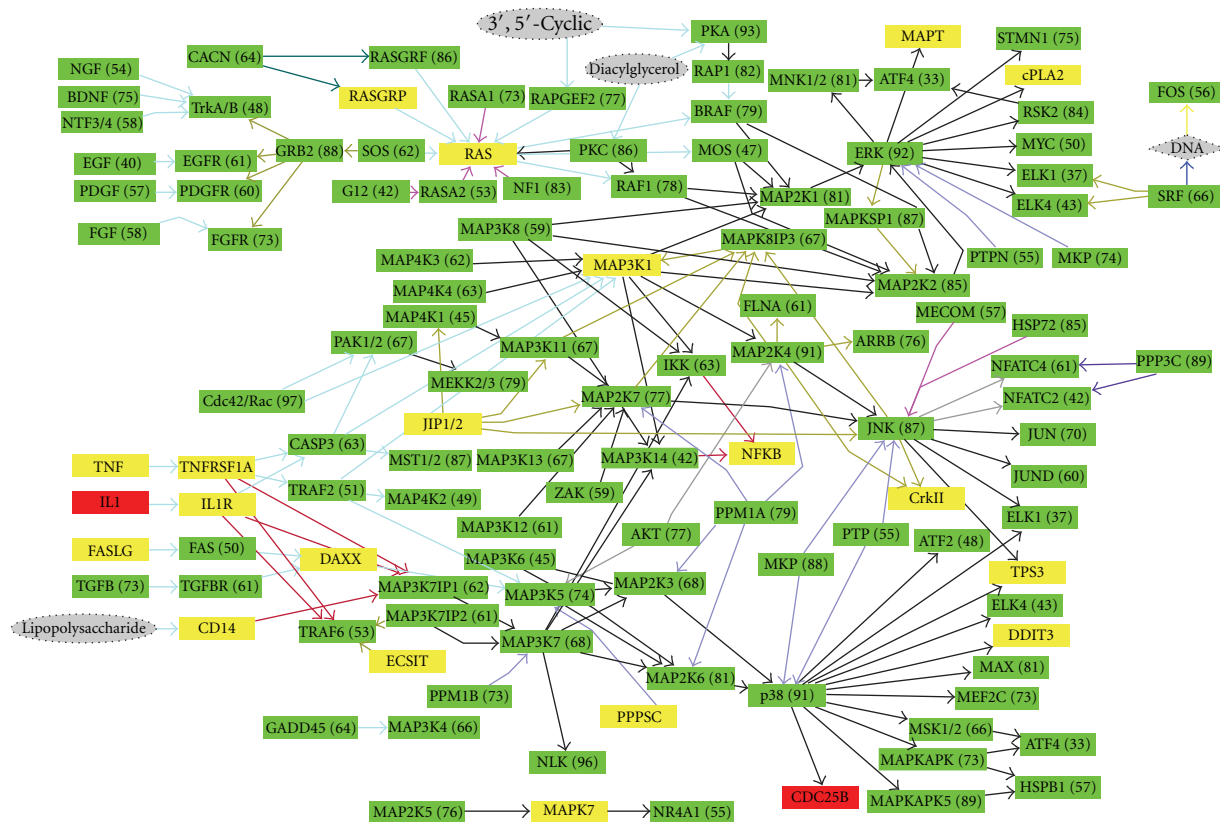 3′, 5′-Cyclic
PKA (93)
MAPT
STMN1 (75)
CACN (64)
RASGRF (86)
NGF (54)
Diacylglycerol
RAP1 (82)
MNK1/2 (81)
ATF4 (33)
cPLA2
BDNF (75)
TrkA/B (48)
RASGRP
RASA1 (73)
RAPGEF2 (77)
FOS (56)
NTF3/4 (58)
BRAF (79)
RSK2 (84)
EGF (40)
EGFR (61)
GRB2 (88)
SOS (62)
RAS
PKC (86)
MOS (47)
ERK (92)
MYC (50)
DNA
PDGF (57)
PDGFR (60)
G12 (42)
RASA2 (53)
NF1 (83)
RAF1 (78)
MAP2K1 (81)
ELK1 (37)
SRF (66)
ELK4 (43)
FGF (58)
FGFR (73)
MAP3K8 (59)
MAPKSP1 (87)
MAPK8IP3 (67)
PTPN (55)
MKP (74)
MAP4K3 (62)
MAP3K1
MAP4K4 (63)
MAP2K2 (85)
MAP4K1 (45)
FLNA (61)
MECOM (57)
HSP72 (85)
PAK1/2 (67)
MAP3K11 (67)
IKK (63)
MAP2K4 (91)
ARRB (76)
NFATC4 (61)
PPP3C (89)
MEKK2/3 (79)
Cdc42/Rac (97)
MAP2K7 (77)
NFATC2 (42)
JIP1/2
JNK (87)
JUN (70)
CASP3 (63)
MAP3K13 (67)
MAP3K14 (42)
NFKB
TNF
TNFRSF1A
MST1/2 (87)
JUND (60)
IL1
IL1R
TRAF2 (51)
MAP4K2 (49)
ZAK (59)
CrkII
MAP3K12 (61)
AKT (77)
PPM1A (79)
ELK1 (37)
FASLG
FAS (50)
DAXX
MAP3K6 (45)
PTP (55)
ATF2 (48)
TGFB (73)
TGFBR (61)
MAP3K7IP1 (62)
MAP3K5 (74)
MAP2K3 (68)
MKP (88)
TPS3
ELK4 (43)
Lipopolysaccharide
CD14
TRAF6 (53)
MAP3K7IP2 (61)
MAP3K7 (68)
DDIT3
ECSIT
MAP2K6 (81)
MAX (81)
PPM1B (73)
p38 (91)
MEF2C (73)
GADD45 (64)
MAP3K4 (66)
PPPSC
MSK1/2 (66)
ATF4 (33)
NLK (96)
MAPKAPK (73)
CDC25B
MAPKAPK5 (89)
HSPB1 (57)
MAP2K5 (76)
MAPK7
NR4A1 (55)